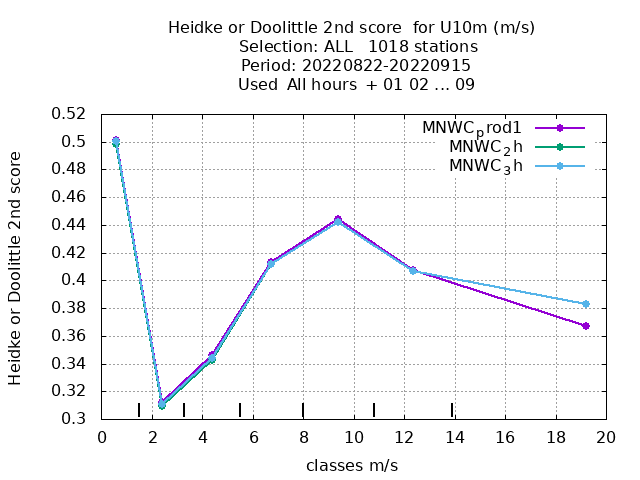 Heidke or Doolittle 2nd score  for U10m (m/s)
Selection: ALL   1018 stations
Period: 20220822-20220915
Used  All hours  + 01 02 ... 09
MNWCprod1
MNWC2h
MNWC3h
Heidke or Doolittle 2nd score
0.52
0.5
0.48
0.46
0.44
0.42
0.4
0.38
0.36
0.34
0.32
0.3
0 2 4 6 8 10 12 14 16 18 20
classes m/s